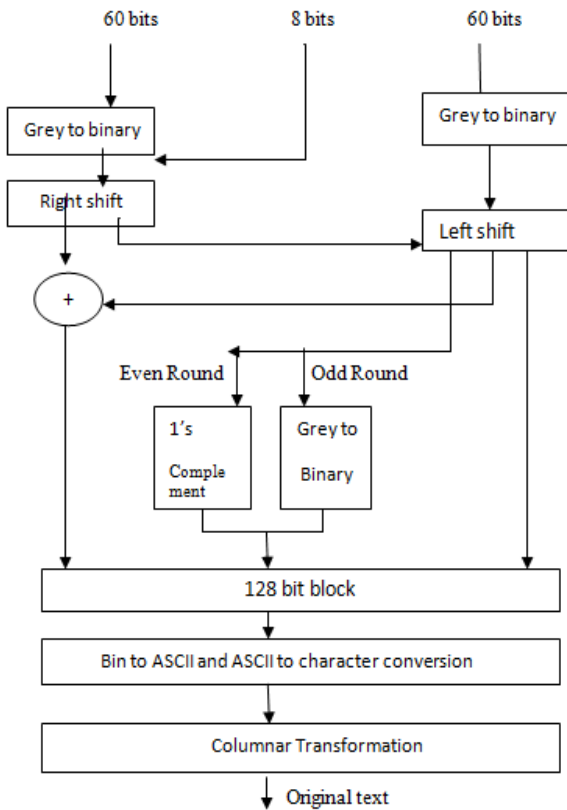 60 bits 8 bits 60 bits
Grey to binary Grey to binary
Right shift
Left shift
+
Even Round Odd Round
1's Grey to
Comple Binary
ment
128 bit block
Bin to ASCII and ASCII to character conversion
Columnar Transformation
Original text